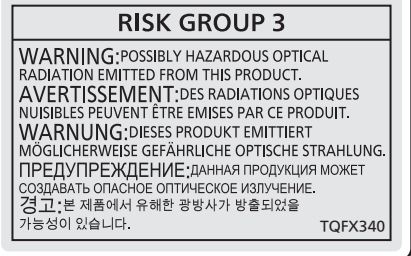 RISK GROUP 3
WARNING:POSSIBLY HAZARDOUS OPTICAL
RADIATION EMITTED FROM THIS PRODUCT.
AVERTISSEMENT:DES RADIATIONS OPTIQUES
NUISIBLES PEUVENT ÊTRE EMISES PAR CE PRODUIT.
WARNUNG:DIESES PRODUKT EMITTIERT
MÖGLICHERWEISE GEFÄHRLICHE OPTISCHE STRAHLUNG.
ПРЕДУПРЕЖДЕНИЕ:ДАННАЯ ПРОДУКЦИЯ МОЖЕТ
СОЗДАВАТЬ ОПАСНОЕ ОПТИЧЕСКОЕ ИЗЛУЧЕНИЕ.
경고:본 제품에서 유해한 광방사가 방출되었을
가능성이 있습니다. TQFX340